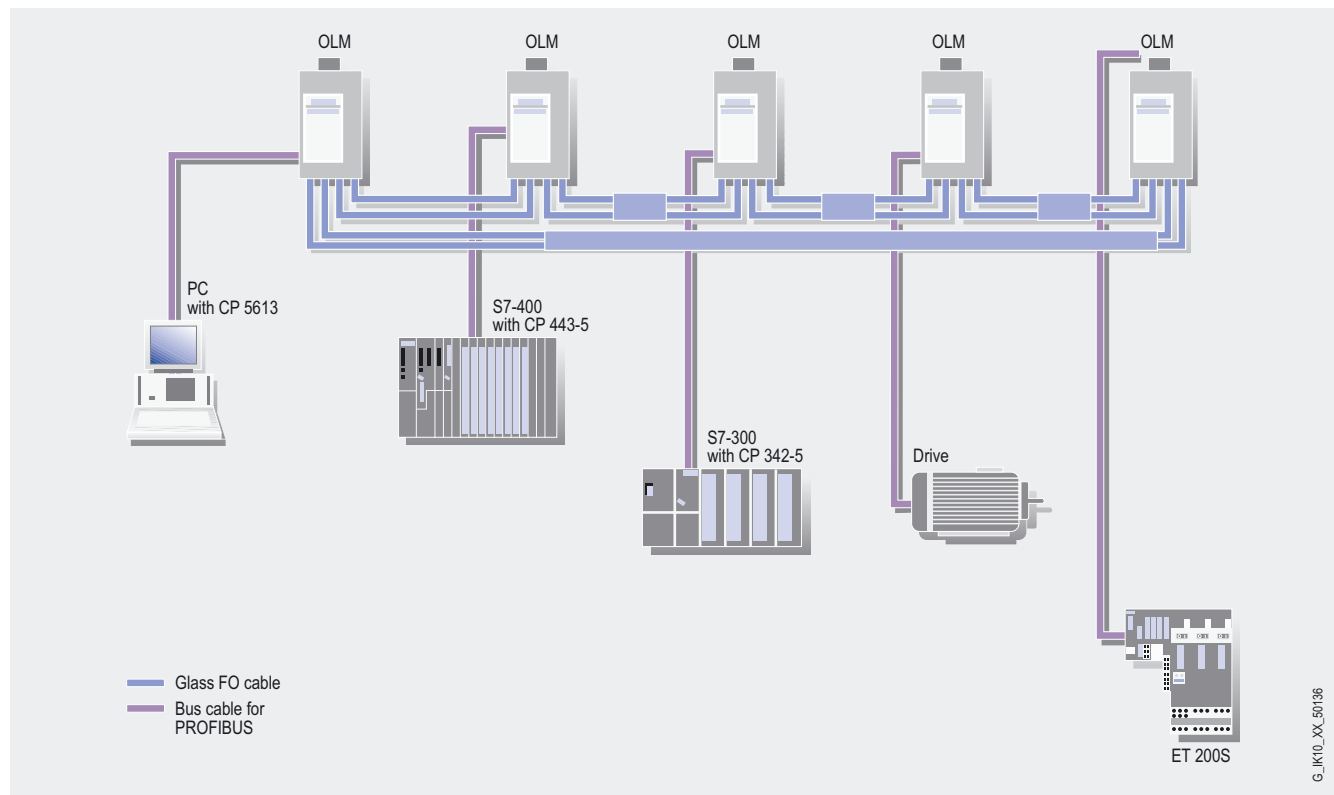 OLM
OLM
OLM
OLM
OLM
PC
with CP 5613
S7-400
with CP 443-5
S7-300
with CP 342-5
Drive
ET 200S
Glass FO cable
Bus cable for
PROFIBUS
G_IK10_XX_50136